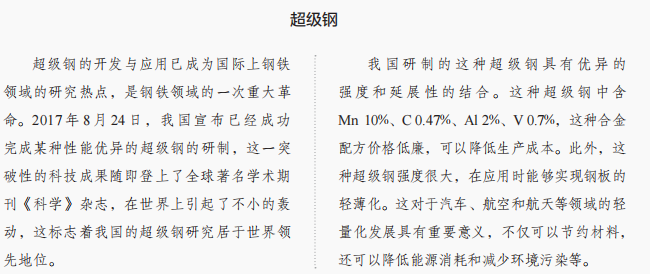 超级钢
超级钢的开发与应用已成为国际上钢铁
领域的研究热点，是钢铁领域的一次重大革
命。2017年8月24日，我国宣布已经成功
完成某种性能优异的超级钢的研制，这一突
破性的科技成果随即登上了全球著名学术期
刊《科学》杂志，在世界上引起了不小的轰
动，这标志着我国的超级钢研究居于世界领
先地位。
我国研制的这种超级钢具有优异的
强度和延展性的结合。这种超级钢中含
Mn 10%、C 0.47%、Al 2%、V 0.7%，这种合金
配方价格低廉，可以降低生产成本。此外，这
种超级钢强度很大，在应用时能够实现钢板的
轻薄化。这对于汽车、航空和航天等领域的轻
量化发展具有重要意义，不仅可以节约材料，
还可以降低能源消耗和减少环境污染等。